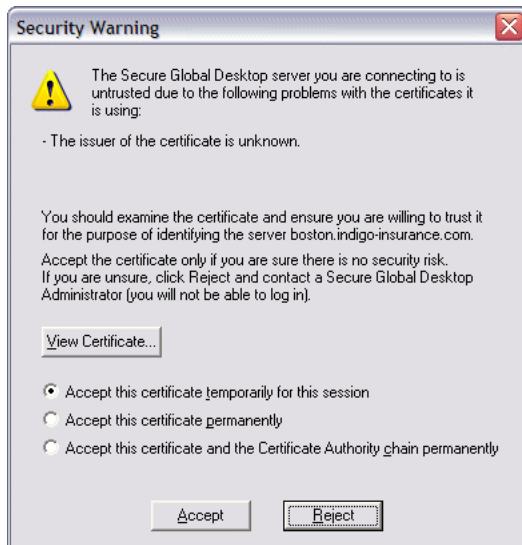 Security Warning
The Secure Global Desktop server you are connecting to is
untrusted due to the following problems with the certificates it
is using:
- The issuer of the certificate is unknown.
You should examine the certificate and ensure you are willing to trust it
for the purpose of identifying the server boston.indigo-insurance.com.
Accept the certificate only if you are sure there is no security risk.
If you are unsure, click Reject and contact a Secure Global Desktop
Administrator (you will not be able to log in).
View Certificate...
Accept this certificate temporarily for this session
Accept this certificate permanently
Accept this certificate and the Certificate Authority chain permanently
Accept
Reject